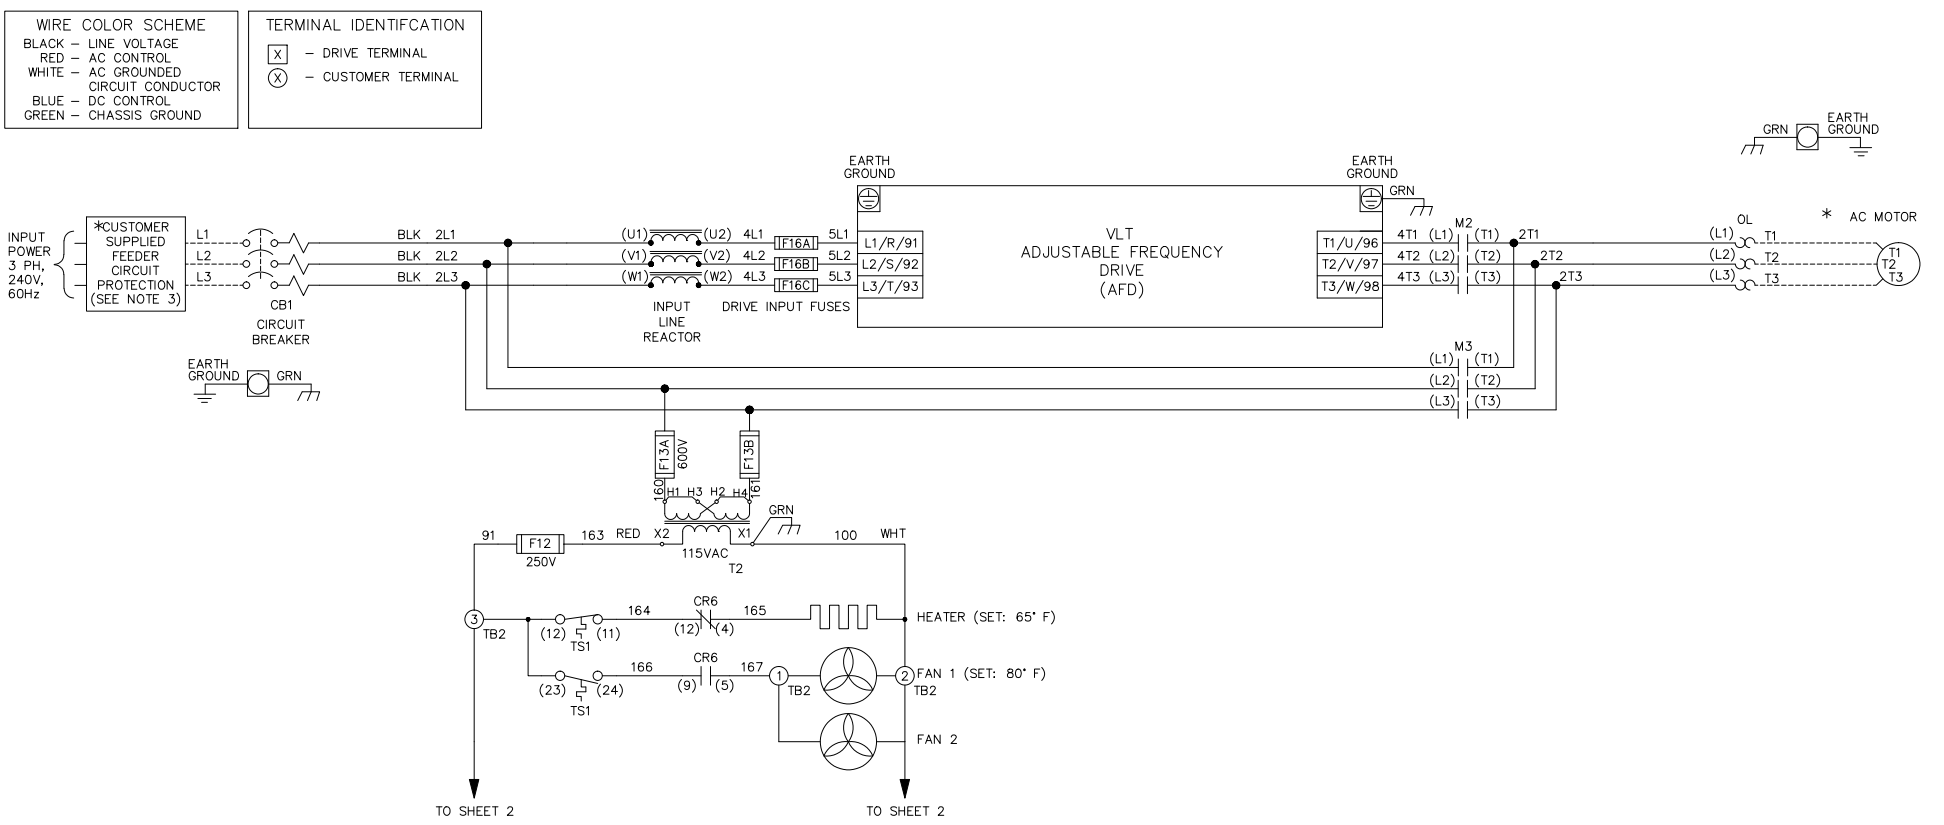 WIRE COLOR SCHEME
BLACK – LINE VOLTAGE
RED – AC CONTROL
WHITE – AC GROUNDED
CIRCUIT CONDUCTOR
BLUE – DC CONTROL
GREEN – CHASSIS GROUND
TERMINAL IDENTIFCATION
X – DRIVE TERMINAL
X – CUSTOMER TERMINAL
GRN
EARTH
GROUND
EARTH
GROUND
EARTH
GROUND
GRN
INPUT
POWER
3 PH,
240V,
60Hz
*CUSTOMER
SUPPLIED
FEEDER
CIRCUIT
PROTECTION
(SEE NOTE 3)
L1
L2
L3
CB1
CIRCUIT
BREAKER
BLK 2L1
BLK 2L2
BLK 2L3
(U1) (U2) 4L1 F16A 5L1
(V1) (V2) 4L2 F16B 5L2
(W1) (W2) 4L3 F16C 5L3
INPUT
LINE
REACTOR
DRIVE INPUT FUSES
L1/R/91
L2/S/92
L3/T/93
VLT
ADJUSTABLE FREQUENCY
DRIVE
(AFD)
T1/U/96
T2/V/97
T3/W/98
M2
4T1 (L1) (T1) 2T1
4T2 (L2) (T2) 2T2
4T3 (L3) (T3) 2T3
OL
(L1) T1
(L2) T2
(L3) T3
* AC MOTOR
T1
T2
T3
M3
(L1) (T1)
(L2) (T2)
(L3) (T3)
EARTH
GROUND
GRN
F13A
600V
F13B
160
161
H1 H3 H2 H4
GRN
91
F12
250V
163
RED
X2
X1
115VAC
T2
100
WHT
3
TB2
(12) (11)
TS1
164
CR6
(12) (4)
165
HEATER (SET: 65° F)
(23) (24)
TS1
166
CR6
(9) (5)
167
1
TB2
2
TB2
FAN 1 (SET: 80° F)
FAN 2
TO SHEET 2
TO SHEET 2